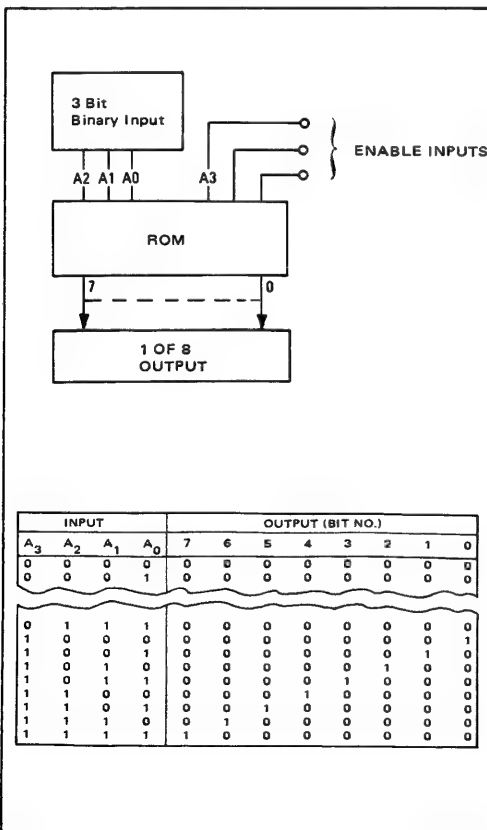 3 Bit
Binary Input
ENABLE INPUTS
A2 A1 A0 A3
ROM
7 0
1 OF 8
OUTPUT
INPUT OUTPUT (BIT NO.)
A3 A2 A1 A0 7 6 5 4 3 2 1 0
0 0 0 0 0 0 0 0 0 0 0 0
0 0 0 1 0 0 0 0 0 0 0 0
0 1 1 1 0 0 0 0 0 0 0 0
1 0 0 0 0 0 0 0 0 0 0 1
1 0 0 1 0 0 0 0 0 0 1 0
1 0 1 0 0 0 0 0 0 1 0 0
1 0 1 1 0 0 0 0 1 0 0 0
1 1 0 0 0 0 0 1 0 0 0 0
1 1 0 1 0 0 1 0 0 0 0 0
1 1 1 0 0 1 0 0 0 0 0 0
1 1 1 1 1 0 0 0 0 0 0 0